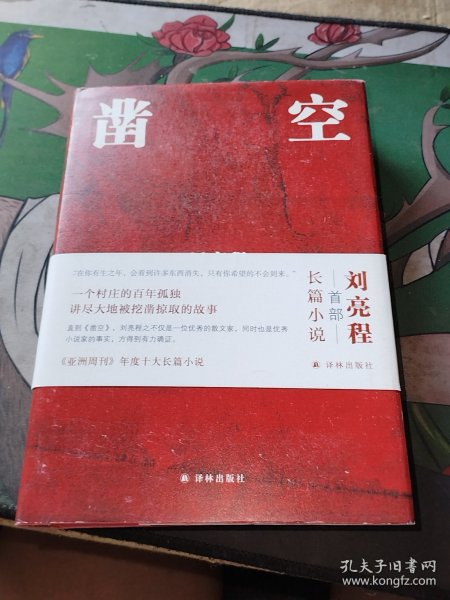 凿空
"在你有生之年，会看到许多东西消失，只有你希望的不会到来。"
一个村庄的百年孤独
讲尽大地被挖凿掠取的故事
直到《凿空》，刘亮程之不仅是一位优秀的散文家，同时也是优秀
小说家的事实，方得到有力确证。
《亚洲周刊》年度十大长篇小说
刘亮程
首部
长篇小说
译林出版社
译林出版社
孔夫子旧书网
www.kongfz.com